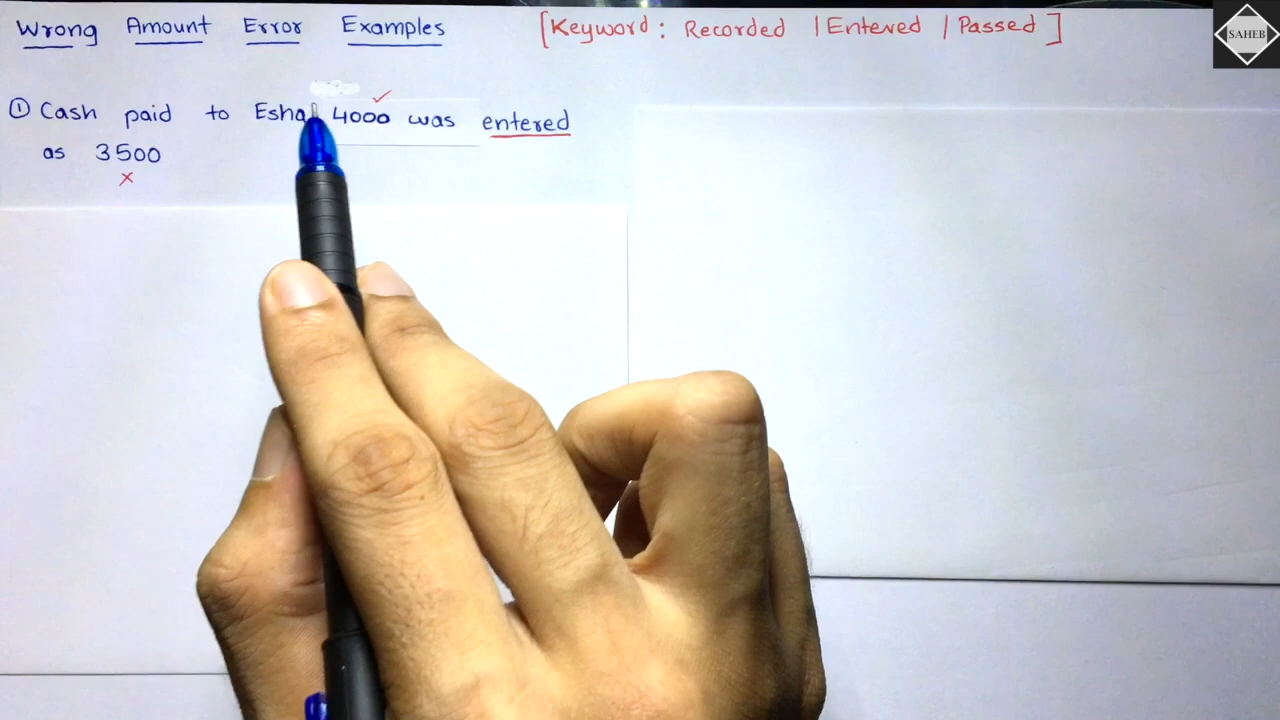 Wrong Amount Error Examples [Keyword: Recorded | Entered | Passed]
SAHEB
① Cash paid to Esha 4000 ✓ was entered
as 3500
×